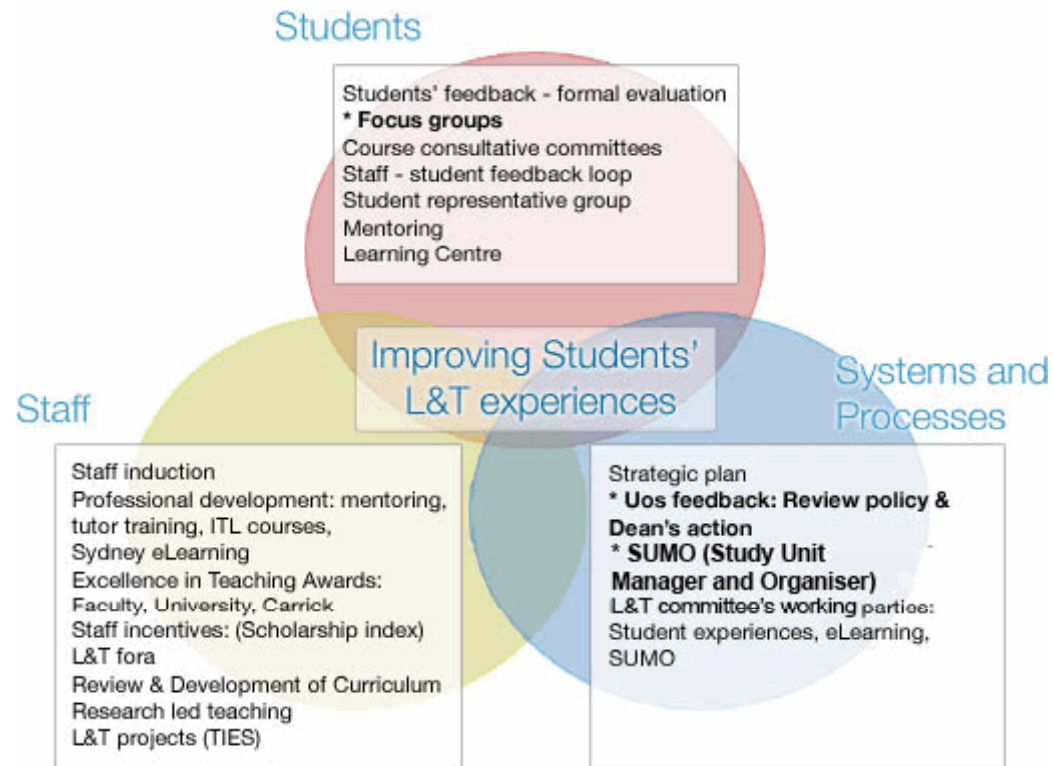 Students
Students' feedback - formal evaluation
* Focus groups
Course consultative committees
Staff - student feedback loop
Student representative group
Mentoring
Learning Centre
Improving Students'
L&T experiences
Staff
Staff induction
Professional development: mentoring,
tutor training, ITL courses,
Sydney eLearning
Excellence in Teaching Awards:
Faculty, University, Carrick
Staff incentives: (Scholarship index)
L&T fora
Review & Development of Curriculum
Research led teaching
L&T projects (TIES)
Systems and
Processes
Strategic plan
* Uos feedback: Review policy &
Dean's action
* SUMO (Study Unit
Manager and Organiser)
L&T committee's working parties:
Student experiences, eLearning,
SUMO